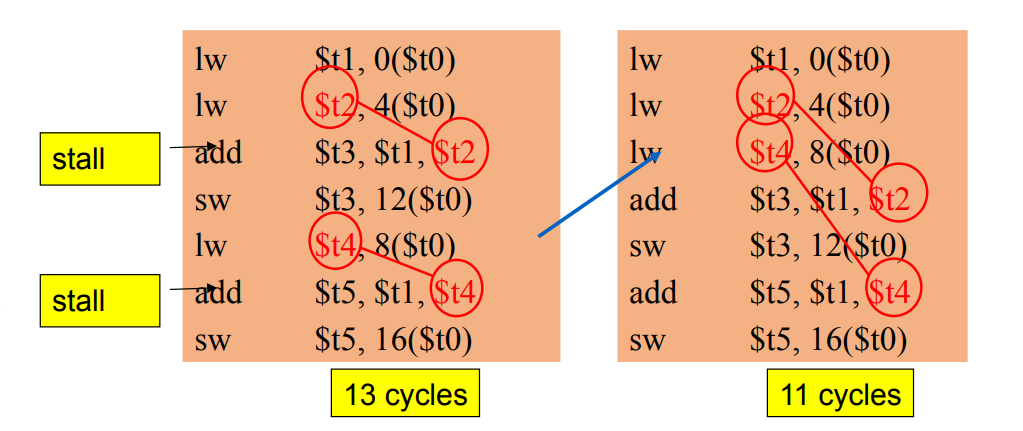 lw $t1, 0($t0)
lw $t2, 4($t0)
stall
add $t3, $t1, $t2
sw $t3, 12($t0)
lw $t4, 8($t0)
stall
add $t5, $t1, $t4
sw $t5, 16($t0)
13 cycles
lw $t1, 0($t0)
lw $t2, 4($t0)
lw $t4, 8($t0)
add $t3, $t1, $t2
sw $t3, 12($t0)
add $t5, $t1, $t4
sw $t5, 16($t0)
11 cycles